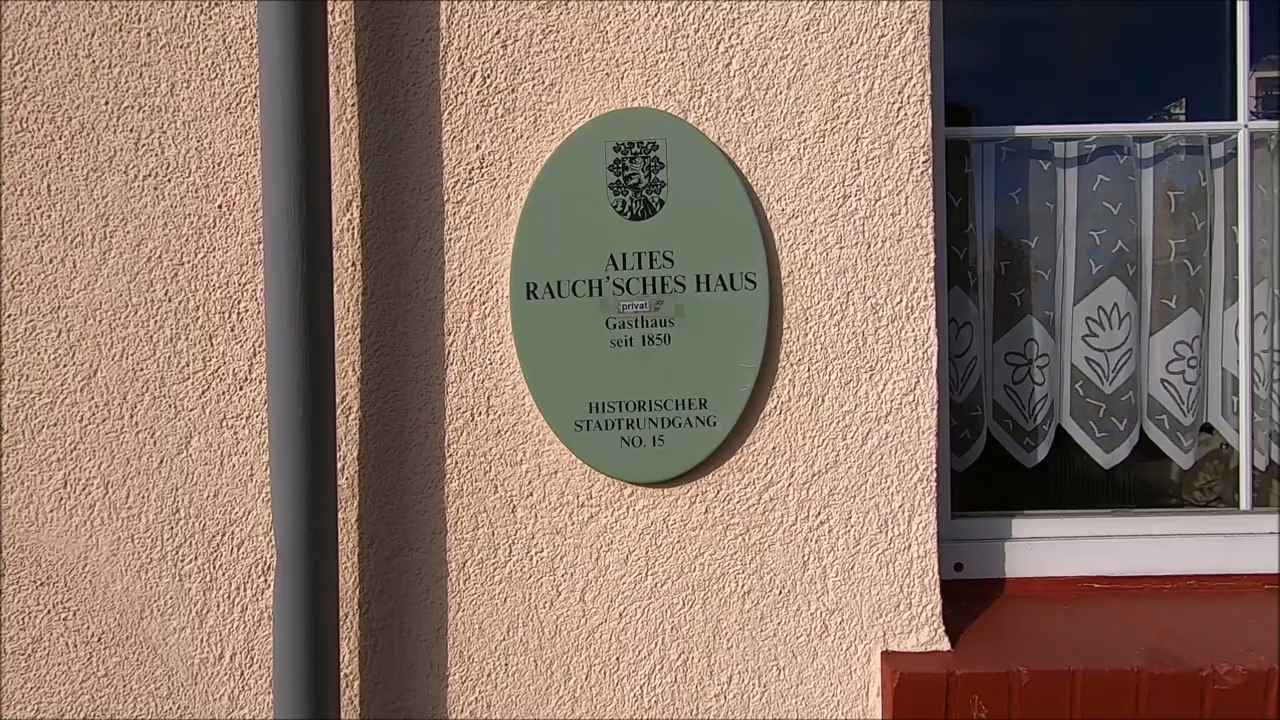 ALTES
RAUCH'SCHES HAUS
privat
Gasthaus
seit 1850
HISTORISCHER
STADTRUNDGANG
NO. 15